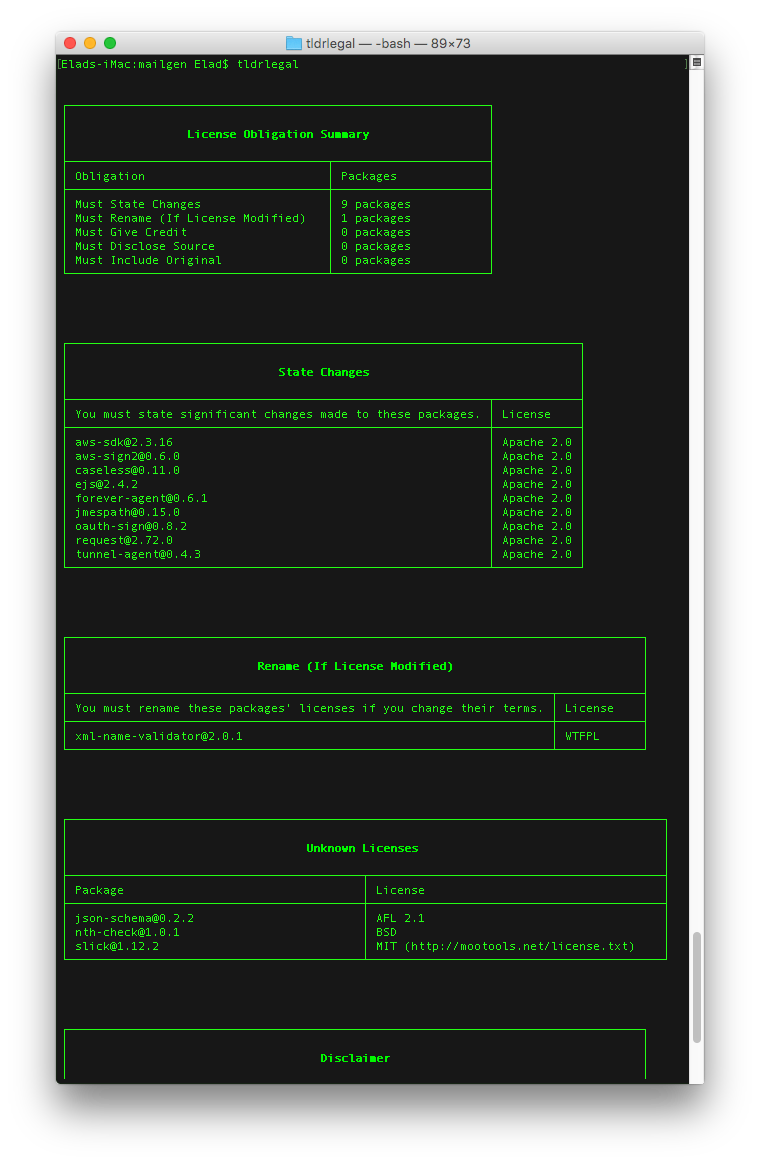 tldrlegal — -bash — 89×73
[Elads-iMac:mailgen Elad$ tldrlegal ]
License Obligation Summary
Obligation Packages
Must State Changes 9 packages
Must Rename (If License Modified) 1 packages
Must Give Credit 0 packages
Must Disclose Source 0 packages
Must Include Original 0 packages
State Changes
You must state significant changes made to these packages. License
aws-sdk@2.3.16 Apache 2.0
aws-sign2@0.6.0 Apache 2.0
caseless@0.11.0 Apache 2.0
ejs@2.4.2 Apache 2.0
forever-agent@0.6.1 Apache 2.0
jmespath@0.15.0 Apache 2.0
oauth-sign@0.8.2 Apache 2.0
request@2.72.0 Apache 2.0
tunnel-agent@0.4.3 Apache 2.0
Rename (If License Modified)
You must rename these packages' licenses if you change their terms. License
xml-name-validator@2.0.1 WTFPL
Unknown Licenses
Package License
json-schema@0.2.2 AFL 2.1
nth-check@1.0.1 BSD
slick@1.12.2 MIT (http://mootools.net/license.txt)
Disclaimer